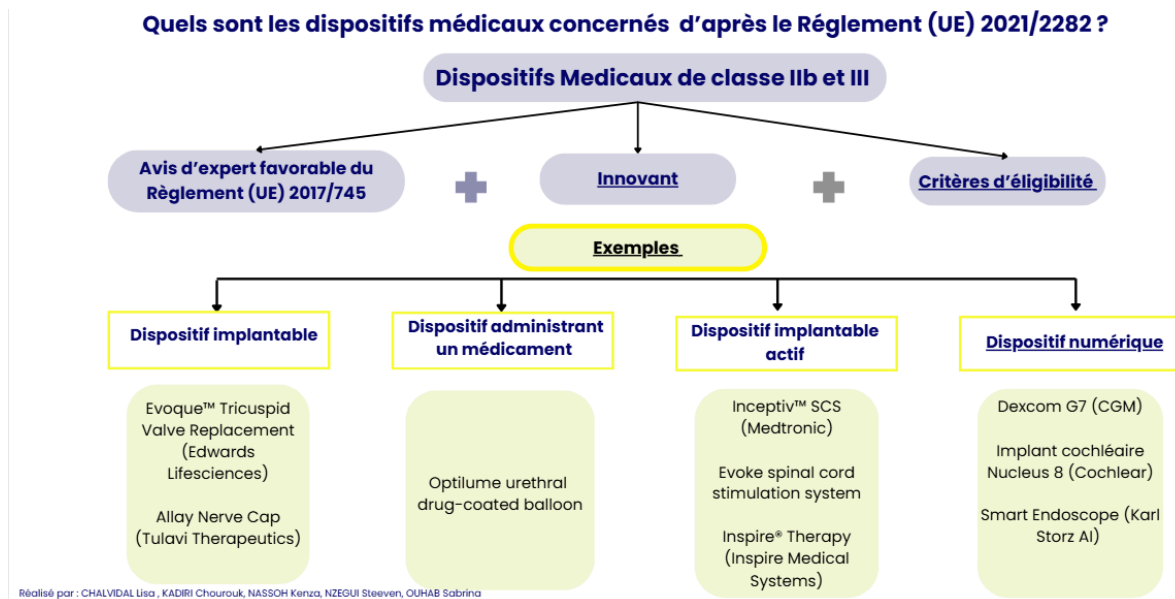 Quels sont les dispositifs médicaux concernés d'après le Réglement (UE) 2021/2282 ?
Dispositifs Medicaux de classe IIb et III
Avis d'expert favorable du
Règlement (UE) 2017/745
Innovant
Critères d'éligibilité
Exemples
Dispositif implantable
Evoque™ Tricuspid
Valve Replacement
(Edwards
Lifesciences)
Allay Nerve Cap
(Tulavi Therapeutics)
Dispositif administrant
un médicament
Optilume urethral
drug-coated balloon
Dispositif implantable
actif
Inceptiv™ SCS
(Medtronic)
Evoke spinal cord
stimulation system
Inspire® Therapy
(Inspire Medical
Systems)
Dispositif numérique
Dexcom G7 (CGM)
Implant cochléaire
Nucleus 8 (Cochlear)
Smart Endoscope (Karl
Storz AI)
Réalisé par : CHALVIDAL Lisa , KADIRI Chourouk, NASSOH Kenza, NZEGUI Steeven, OUHAB Sabrina